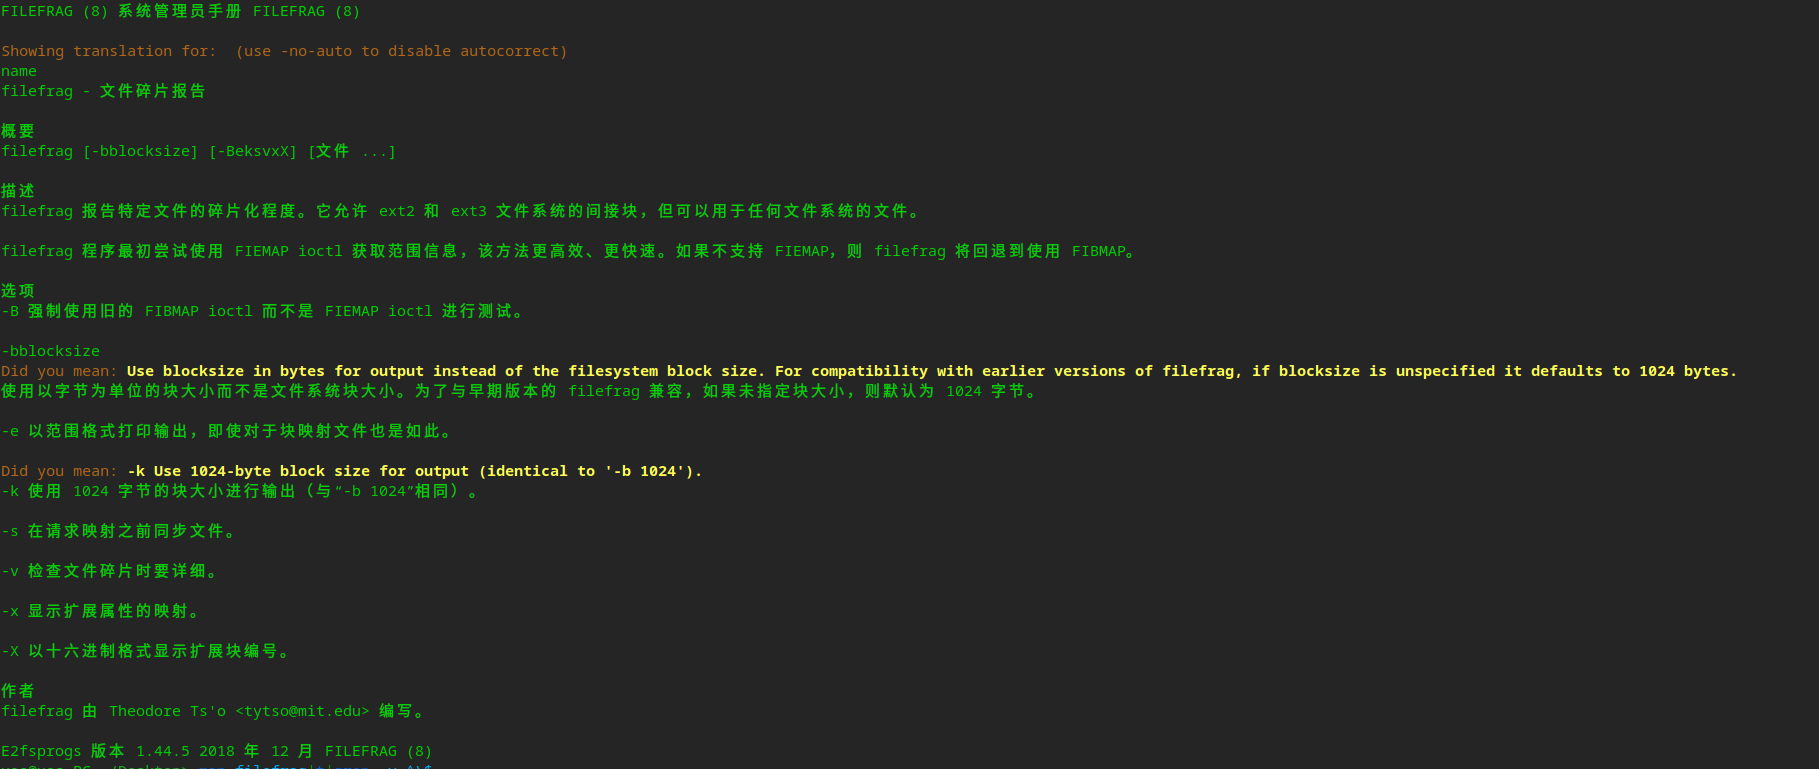 FILEFRAG (8) 系统管理员手册 FILEFRAG (8)
Showing translation for:  (use -no-auto to disable autocorrect)
name
filefrag - 文件碎片报告
概要
filefrag [-bblocksize] [-BeksvxX] [文件 ...]
描述
filefrag 报告特定文件的碎片化程度。它允许 ext2 和 ext3 文件系统的间接块，但可以用于任何文件系统的文件。
filefrag 程序最初尝试使用 FIEMAP ioctl 获取范围信息，该方法更高效、更快速。如果不支持 FIEMAP，则 filefrag 将回退到使用 FIBMAP。
选项
-B 强制使用旧的 FIBMAP ioctl 而不是 FIEMAP ioctl 进行测试。
-bblocksize
Did you mean: Use blocksize in bytes for output instead of the filesystem block size. For compatibility with earlier versions of filefrag, if blocksize is unspecified it defaults to 1024 bytes.
使用以字节为单位的块大小而不是文件系统块大小。为了与早期版本的 filefrag 兼容，如果未指定块大小，则默认为 1024 字节。
-e 以范围格式打印输出，即使对于块映射文件也是如此。
Did you mean: -k Use 1024-byte block size for output (identical to '-b 1024').
-k 使用 1024 字节的块大小进行输出（与“-b 1024”相同）。
-s 在请求映射之前同步文件。
-v 检查文件碎片时要详细。
-x 显示扩展属性的映射。
-X 以十六进制格式显示扩展块编号。
作者
filefrag 由 Theodore Ts'o <tytso@mit.edu> 编写。
E2fsprogs 版本 1.44.5 2018 年 12 月 FILEFRAG (8)